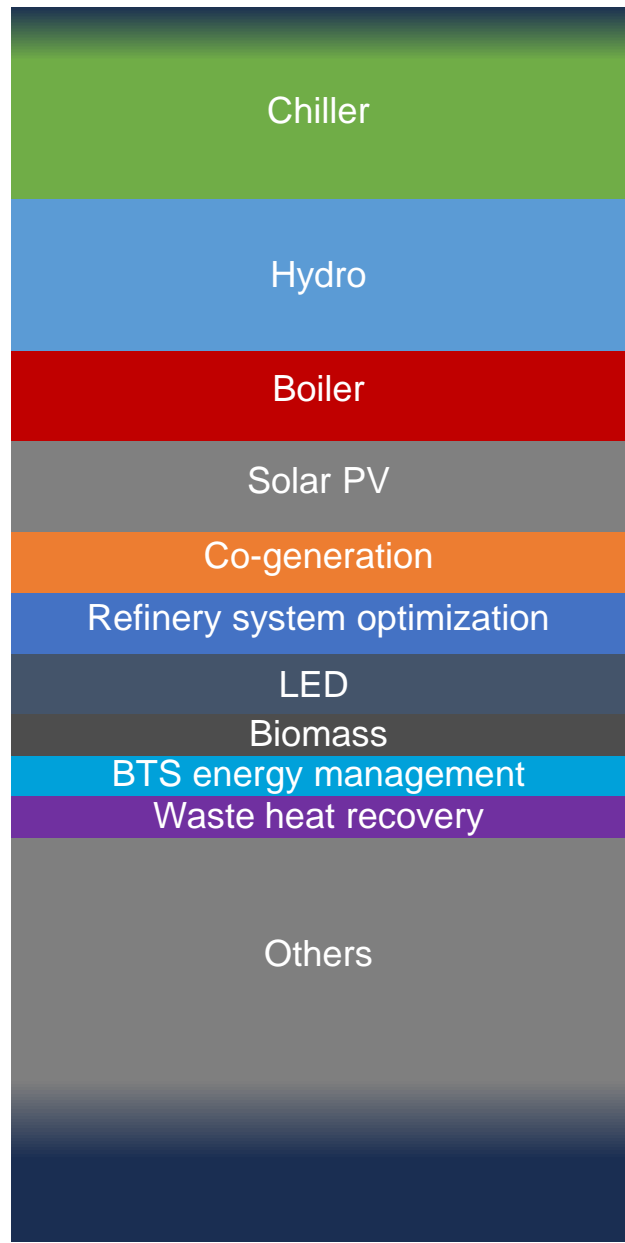 Chiller
Hydro
Boiler
Solar PV
Co-generation
Refinery system optimization
LED
Biomass
BTS energy management
Waste heat recovery
Others